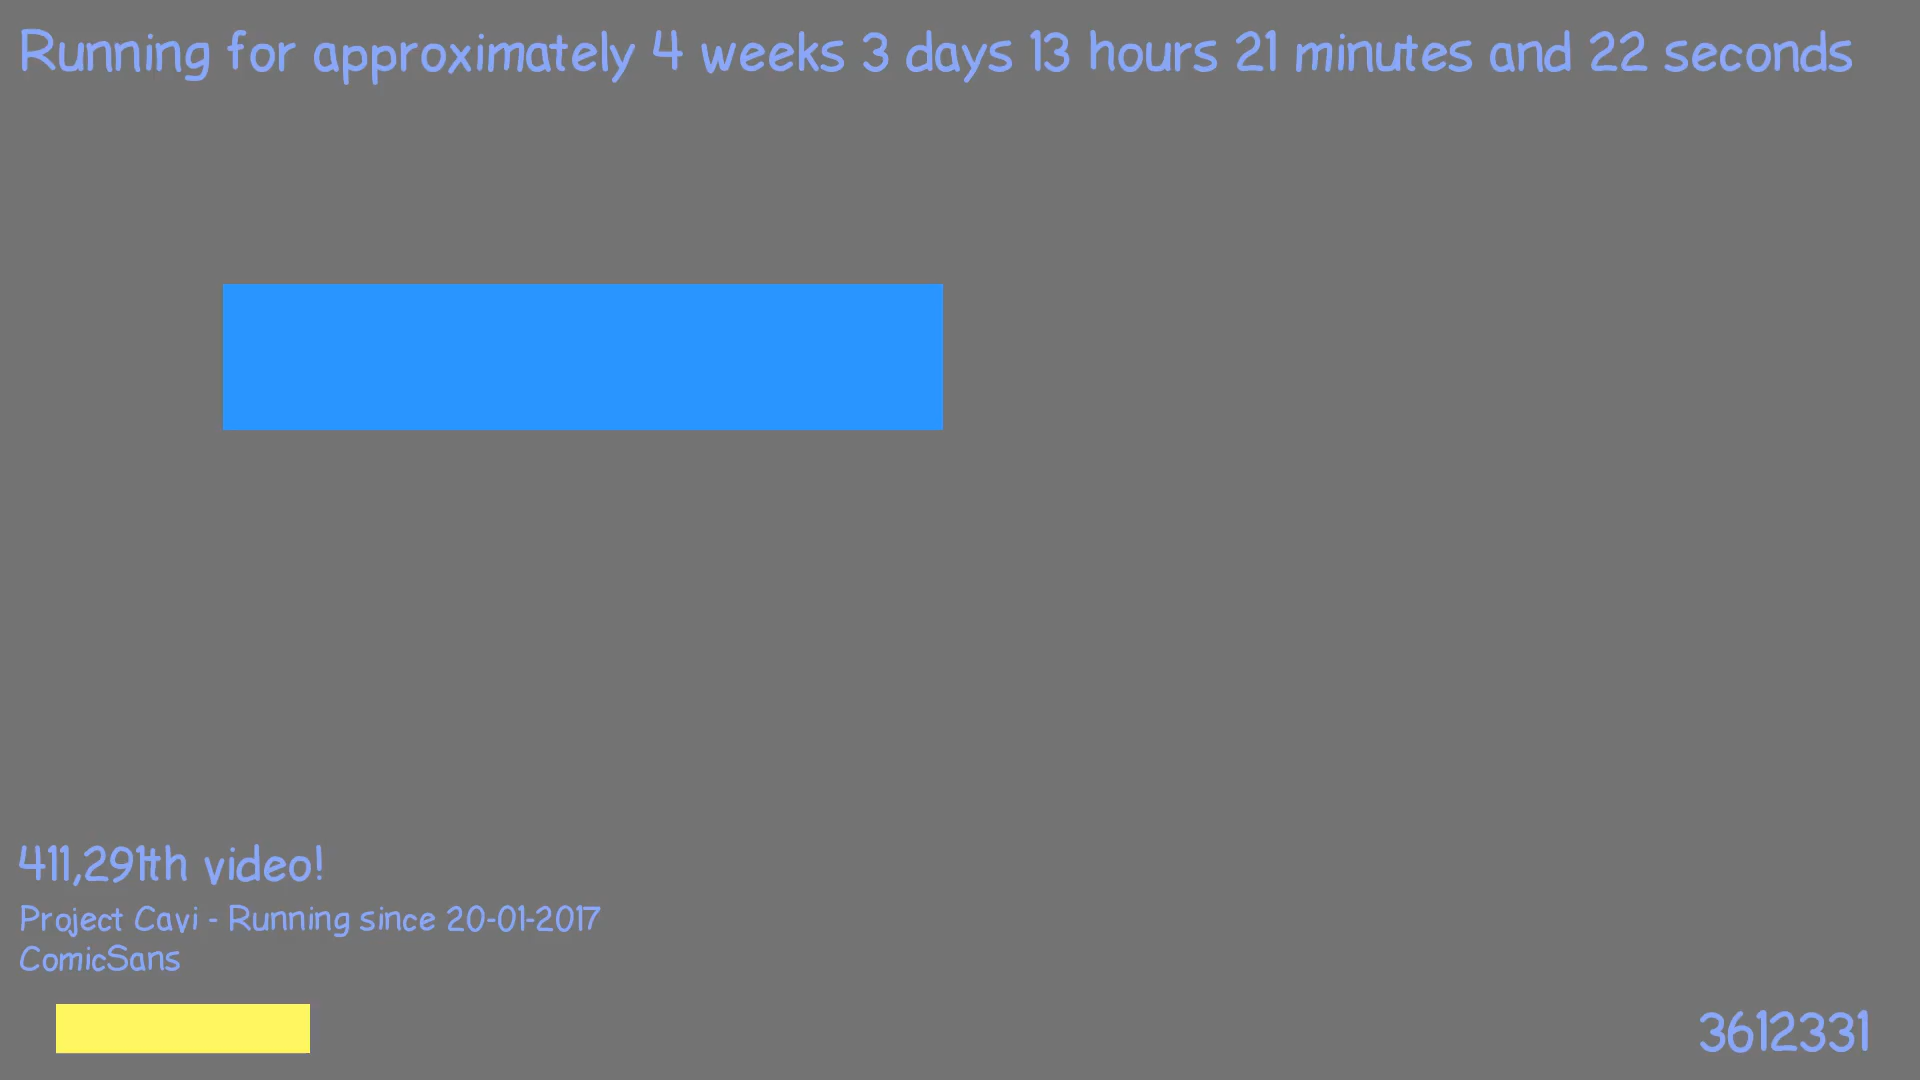 Running for approximately 4 weeks 3 days 13 hours 21 minutes and 22 seconds
411,291th video!
Project Cavi - Running since 20-01-2017
ComicSans
3612331